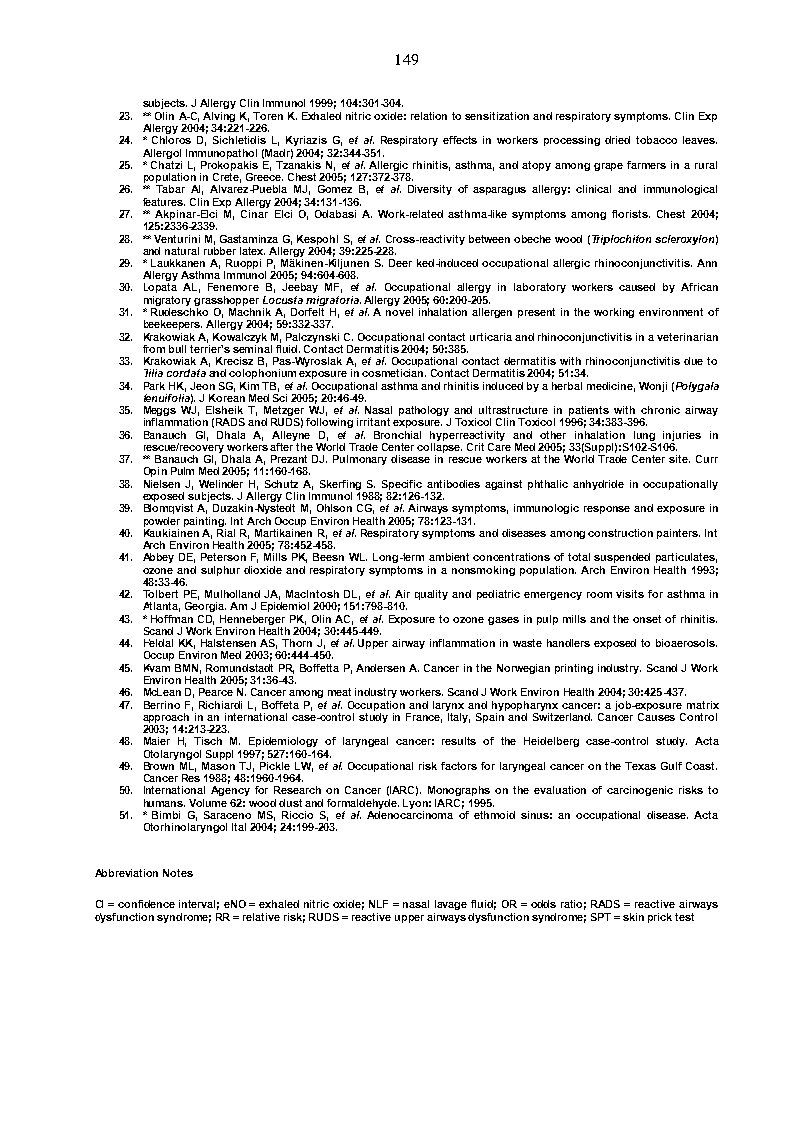 149
subjects. J Allergy Clin Immunol 1999; 104:301-304.
23. ** Olin A-C, Alving K, Toren K. Exhaled nitric oxide: relation to sensitization and respiratory symptoms. Clin Exp
Allergy 2004; 34:221-226.
24. * Chloros D, Sichletidis L, Kyriazis G, et al. Respiratory effects in workers processing dried tobacco leaves.
Allergol Immunopathol (Madr) 2004; 32:344-351.
25. * Chatzi L, Prokopakis E, Tzanakis N, et al. Allergic rhinitis, asthma, and atopy among grape farmers in a rural
population in Crete, Greece. Chest 2005; 127:372-378.
26. ** Tabar AI, Alvarez-Puebla MJ, Gomez B, et al. Diversity of asparagus allergy: clinical and immunological
features. Clin Exp Allergy 2004; 34:131-136.
27. ** Akpinar-Elci M, Cinar Elci O, Odabasi A. Work-related asthma-like symptoms among florists. Chest 2004;
125:2336-2339.
28. ** Venturini M, Gastaminza G, Kespohl S, et al. Cross-reactivity between obeche wood (Triplochiton scleroxylon)
and natural rubber latex. Allergy 2004; 39:225-228.
29. * Laukkanen A, Ruoppi P, Mäkinen-Kiljunen S. Deer ked-induced occupational allergic rhinoconjunctivitis. Ann
Allergy Asthma Immunol 2005; 94:604-608.
30. Lopata AL, Fenemore B, Jeebay MF, et al. Occupational allergy in laboratory workers caused by African
migratory grasshopper Locusta migratoria. Allergy 2005; 60:200-205.
31. * Rudeschko O, Machnik A, Dorfelt H, et al. A novel inhalation allergen present in the working environment of
beekeepers. Allergy 2004; 59:332-337.
32. Krakowiak A, Kowalczyk M, Palczynski C. Occupational contact urticaria and rhinoconjunctivitis in a veterinarian
from bull terrier's seminal fluid. Contact Dermatitis 2004; 50:385.
33. Krakowiak A, Krecisz B, Pas-Wyroslak A, et al. Occupational contact dermatitis with rhinoconjunctivitis due to
Tilia cordata and colophonium exposure in cosmetician. Contact Dermatitis 2004; 51:34.
34. Park HK, Jeon SG, Kim TB, et al. Occupational asthma and rhinitis induced by a herbal medicine, Wonji (Polygala
tenuifolia). J Korean Med Sci 2005; 20:46-49.
35. Meggs WJ, Elsheik T, Metzger WJ, et al. Nasal pathology and ultrastructure in patients with chronic airway
inflammation (RADS and RUDS) following irritant exposure. J Toxicol Clin Toxicol 1996; 34:383-396.
36. Banauch GI, Dhala A, Alleyne D, et al. Bronchial hyperreactivity and other inhalation lung injuries in
rescue/recovery workers after the World Trade Center collapse. Crit Care Med 2005; 33(Suppl):S102-S106.
37. ** Banauch GI, Dhala A, Prezant DJ. Pulmonary disease in rescue workers at the World Trade Center site. Curr
Opin Pulm Med 2005; 11:160-168.
38. Nielsen J, Welinder H, Schutz A, Skerfing S. Specific antibodies against phthalic anhydride in occupationally
exposed subjects. J Allergy Clin Immunol 1988; 82:126-132.
39. Blomqvist A, Duzakin-Nystedt M, Ohlson CG, et al. Airways symptoms, immunologic response and exposure in
powder painting. Int Arch Occup Environ Health 2005; 78:123-131.
40. Kaukiainen A, Rial R, Martikainen R, et al. Respiratory symptoms and diseases among construction painters. Int
Arch Environ Health 2005; 78:452-458.
41. Abbey DE, Peterson F, Mills PK, Beesn WL. Long-term ambient concentrations of total suspended particulates,
ozone and sulphur dioxide and respiratory symptoms in a nonsmoking population. Arch Environ Health 1993;
48:33-46.
42. Tolbert PE, Mulholland JA, MacIntosh DL, et al. Air quality and pediatric emergency room visits for asthma in
Atlanta, Georgia. Am J Epidemiol 2000; 151:798-810.
43. * Hoffman CD, Henneberger PK, Olin AC, et al. Exposure to ozone gases in pulp mills and the onset of rhinitis.
Scand J Work Environ Health 2004; 30:445-449.
44. Heldal KK, Halstensen AS, Thorn J, et al. Upper airway inflammation in waste handlers exposed to bioaerosols.
Occup Environ Med 2003; 60:444-450.
45. Kvam BMN, Romundstadt PR, Boffetta P, Andersen A. Cancer in the Norwegian printing industry. Scand J Work
Environ Health 2005; 31:36-43.
46. McLean D, Pearce N. Cancer among meat industry workers. Scand J Work Environ Health 2004; 30:425-437.
47. Berrino F, Richiardi L, Boffeta P, et al. Occupation and larynx and hypopharynx cancer: a job-exposure matrix
approach in an international case-control study in France, Italy, Spain and Switzerland. Cancer Causes Control
2003; 14:213-223.
48. Maier H, Tisch M. Epidemiology of laryngeal cancer: results of the Heidelberg case-control study. Acta
Otolaryngol Suppl 1997; 527:160-164.
49. Brown ML, Mason TJ, Pickle LW, et al. Occupational risk factors for laryngeal cancer on the Texas Gulf Coast.
Cancer Res 1988; 48:1960-1964.
50. International Agency for Research on Cancer (IARC). Monographs on the evaluation of carcinogenic risks to
humans. Volume 62: wood dust and formaldehyde. Lyon: IARC; 1995.
51. * Bimbi G, Saraceno MS, Riccio S, et al. Adenocarcinoma of ethmoid sinus: an occupational disease. Acta
Otorhinolaryngol Ital 2004; 24:199-203.
Abbreviation Notes
CI = confidence interval; eNO = exhaled nitric oxide; NLF = nasal lavage fluid; OR = odds ratio; RADS = reactive airways
dysfunction syndrome; RR = relative risk; RUDS = reactive upper airways dysfunction syndrome; SPT = skin prick test